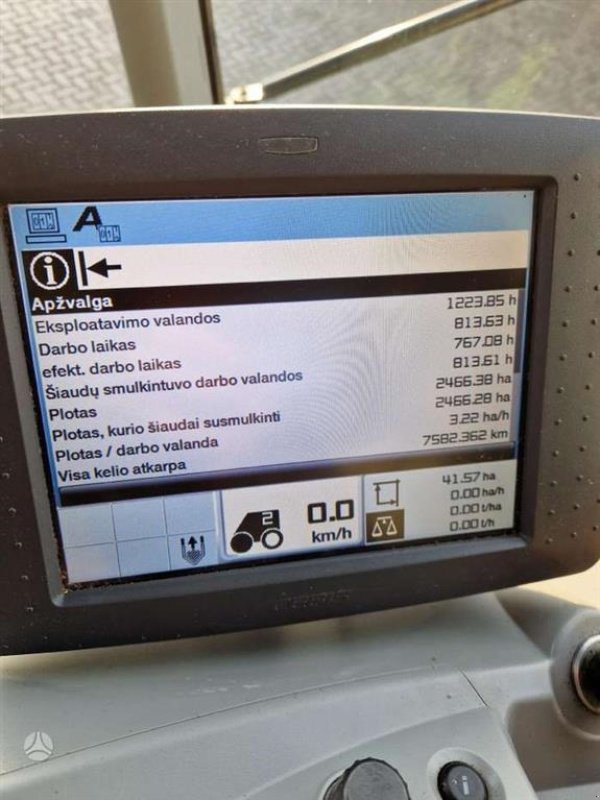 A
Apžvalga
Eksploatavimo valandos 1223.85 h
Darbo laikas 813.63 h
efekt. darbo laikas 767.08 h
Šiaudų smulkintuvo darbo valandos 813.61 h
Plotas 2466.38 ha
Plotas, kurio šiaudai susmulkinti 2466.28 ha
Plotas / darbo valanda 3.22 ha/h
Visa kelio atkarpa 7582.362 km
2 0.0 km/h
41.57 ha
0.00 ha/h
0.00 t/ha
0.00 t/h